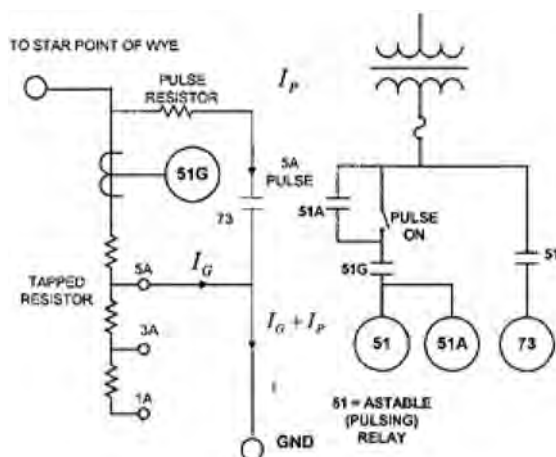 TO STAR POINT OF WYE
PULSE
RESISTOR
I_P
51G
5A
PULSE
73
51A
PULSE
ON
51
51G
TAPPED
RESISTOR
5A
I_G
3A
I_G + I_P
51
51A
73
1A
51 = ASTABLE
(PULSING)
RELAY
GND